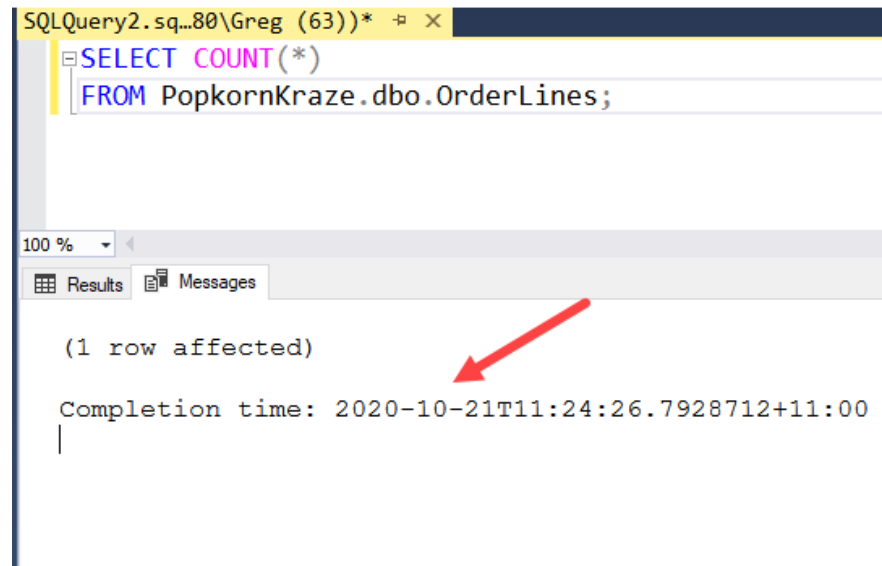 SQLQuery2.sq...80\Greg (63))*
SELECT COUNT(*)
FROM PopkornKraze.dbo.OrderLines;
100 %
Results Messages
(1 row affected)
Completion time: 2020-10-21T11:24:26.7928712+11:00